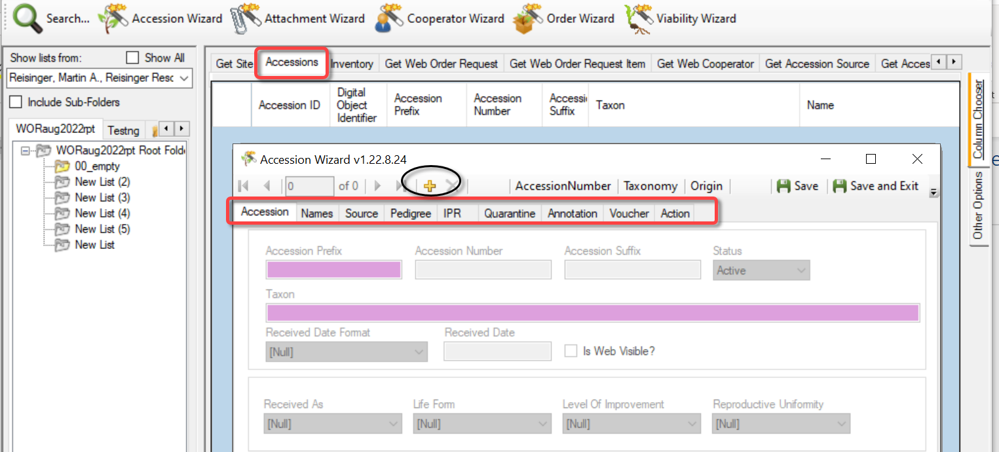 Search... Accession Wizard Attachment Wizard Cooperator Wizard Order Wizard Viability Wizard
Show lists from: Show All
Reisinger, Martin A., Reisinger Resc
Include Sub-Folders
WORaug2022rpt Testng
WORaug2022rpt Root Folde
00_empty
New List (2)
New List (3)
New List (4)
New List (5)
New List
Get Site Accessions Inventory Get Web Order Request Get Web Order Request Item Get Web Cooperator Get Accession Source Get Acces
Accession ID
Digital
Object
Identifier
Accession
Prefix
Accession
Number
Accessi
Suffix
Taxon
Name
Accession Wizard v1.22.8.24
0 of 0 AccessionNumber Taxonomy Origin Save Save and Exit
Accession Names Source Pedigree IPR Quarantine Annotation Voucher Action
Accession Prefix Accession Number Accession Suffix Status
Active
Taxon
Received Date Format Received Date
[Null] Is Web Visible?
Received As Life Form Level Of Improvement Reproductive Uniformity
[Null] [Null] [Null] [Null]
Column Chooser
Other Options